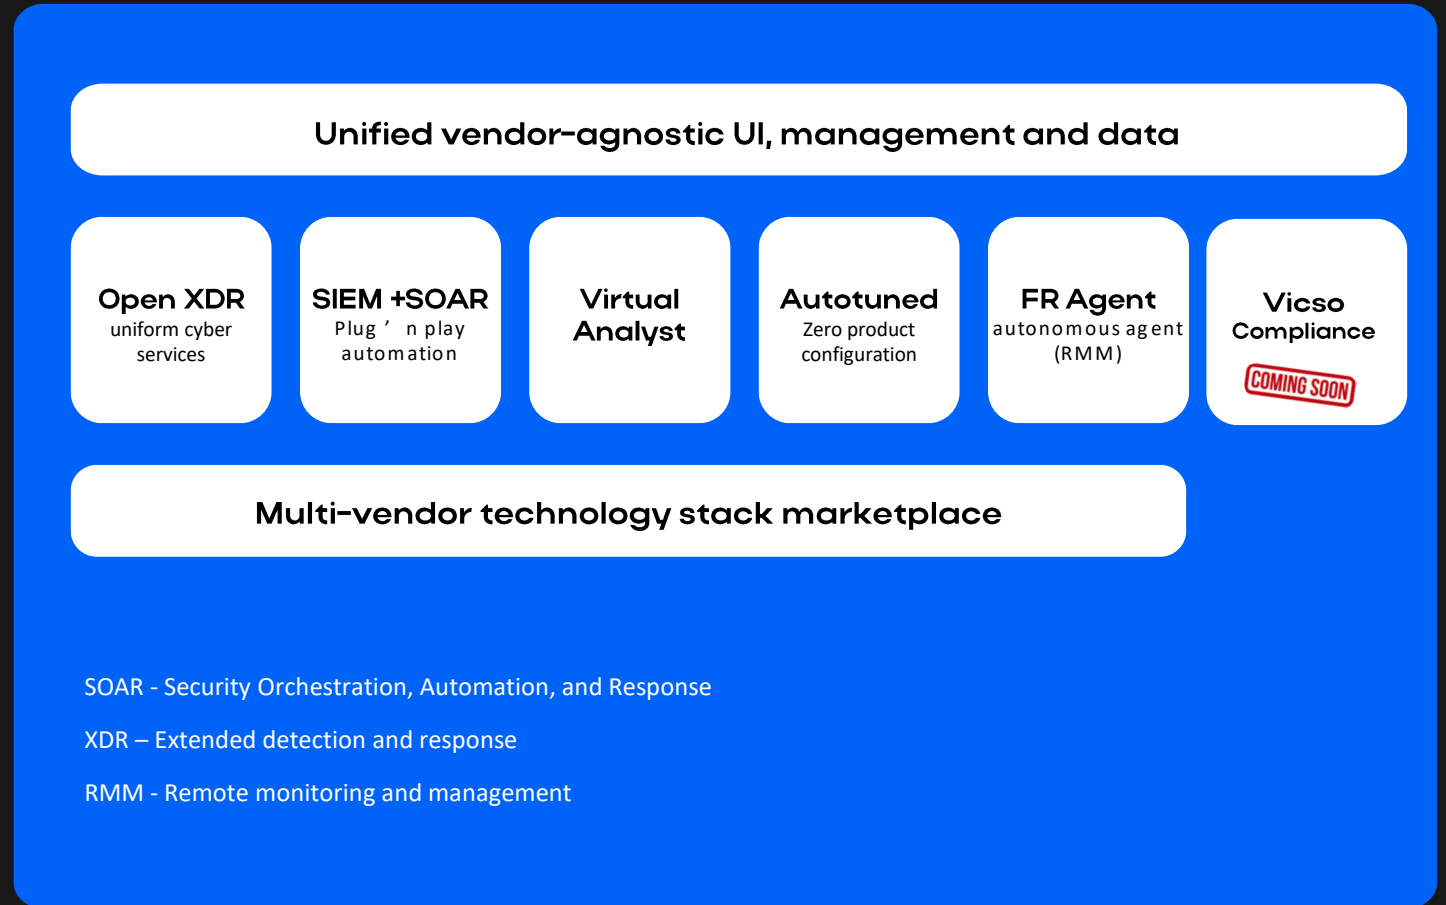 Unified vendor-agnostic UI, management and data
Open XDR
uniform cyber
services
SIEM +SOAR
Plug ’ n play
automation
Virtual
Analyst
Autotuned
Zero product
configuration
FR Agent
autonomous agent
(RMM)
Vicso
Compliance
COMING SOON
Multi-vendor technology stack marketplace
SOAR - Security Orchestration, Automation, and Response
XDR – Extended detection and response
RMM - Remote monitoring and management